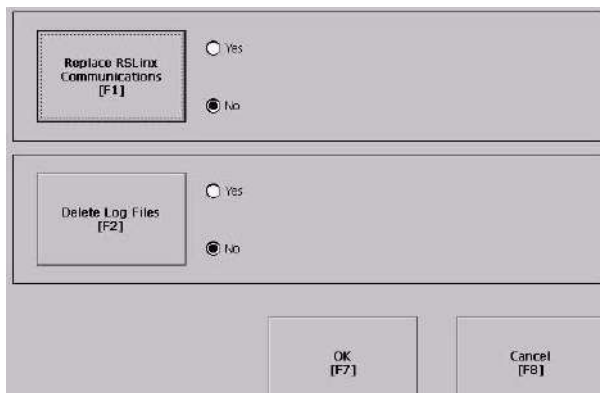 Replace RSLinx
Communications
[F1]
Yes
No
Delete Log Files
[F2]
Yes
No
OK
[F7]
Cancel
[F8]